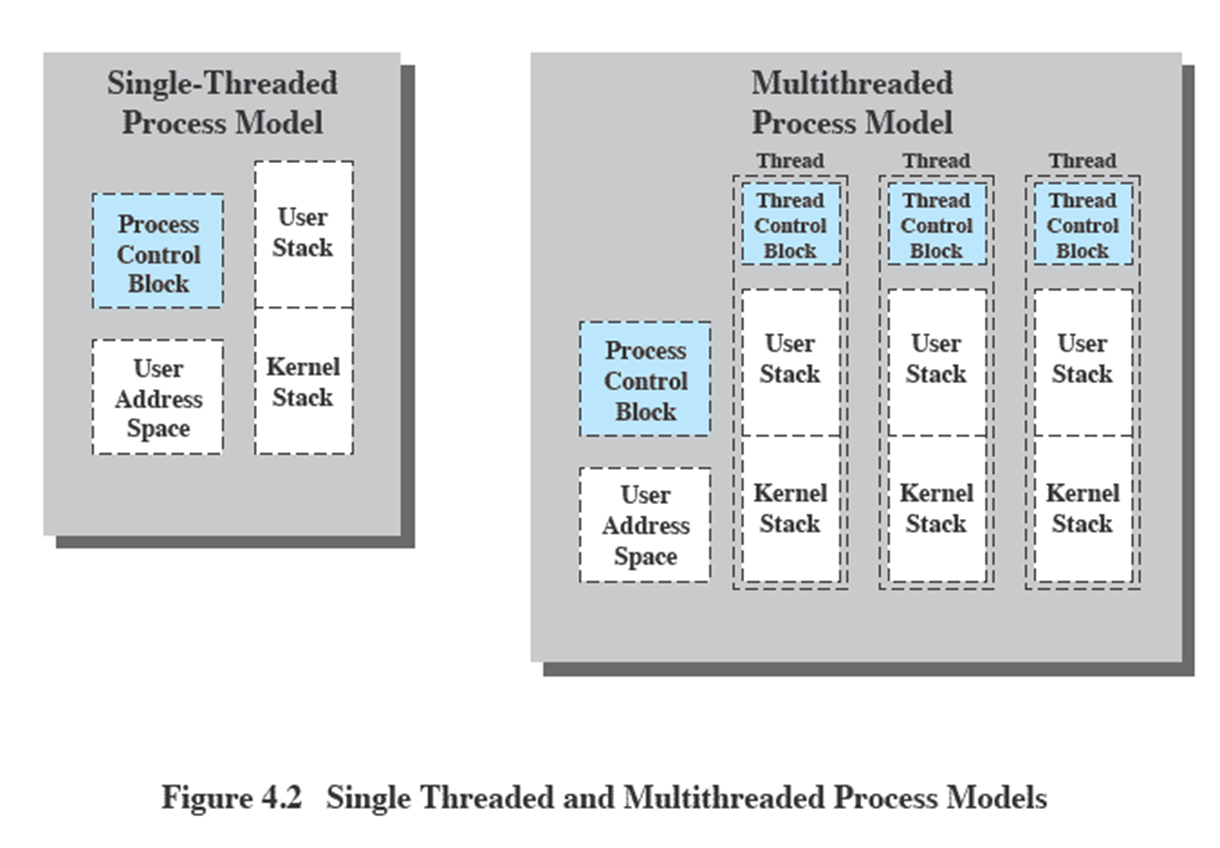 Single-Threaded
Process Model
Process
Control
Block
User
Address
Space
User
Stack
Kernel
Stack
Multithreaded
Process Model
Process
Control
Block
User
Address
Space
Thread
Thread
Control
Block
User
Stack
Kernel
Stack
Thread
Thread
Control
Block
User
Stack
Kernel
Stack
Thread
Thread
Control
Block
User
Stack
Kernel
Stack
Figure 4.2 Single Threaded and Multithreaded Process Models